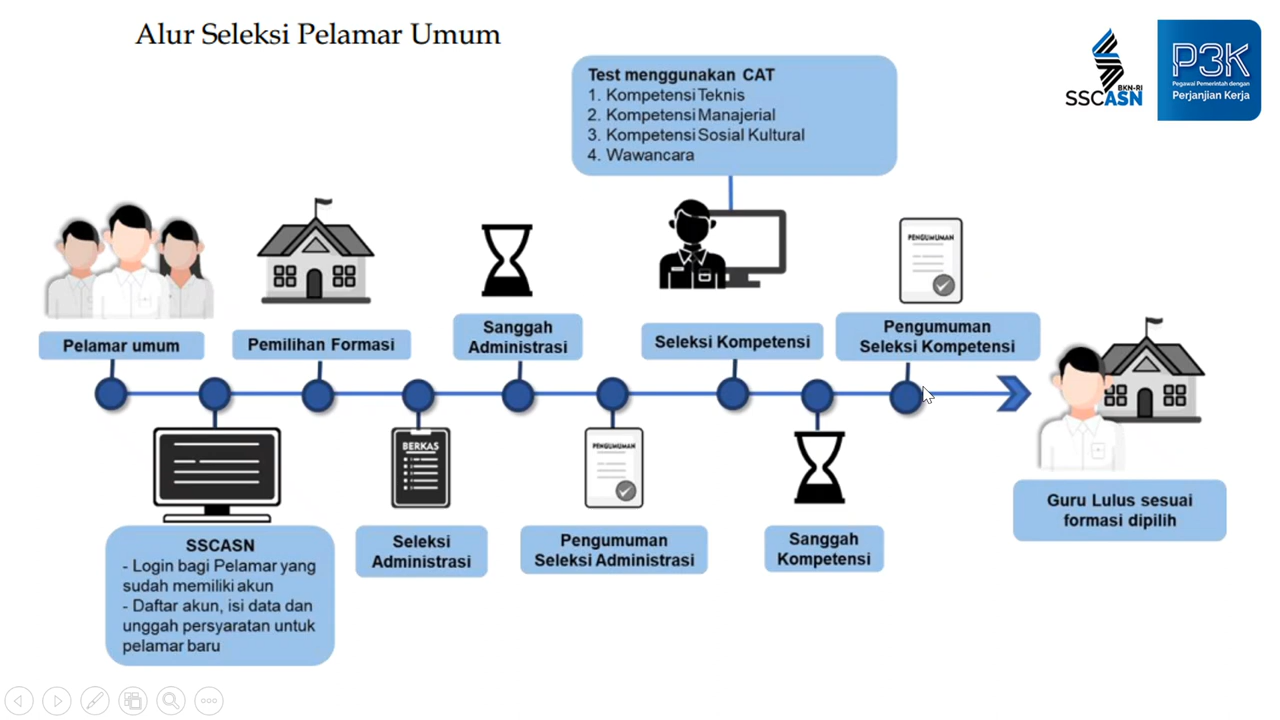 Alur Seleksi Pelamar Umum
Test menggunakan CAT
1. Kompetensi Teknis
2. Kompetensi Manajerial
3. Kompetensi Sosial Kultural
4. Wawancara
BKN-RI
SSCASN
P3K
Pegawai Pemerintah dengan
Perjanjian Kerja
PENGUMUMAN
Pelamar umum
Pemilihan Formasi
Sanggah
Administrasi
Seleksi Kompetensi
Pengumuman
Seleksi Kompetensi
BERKAS
PENGUMUMAN
SSCASN
- Login bagi Pelamar yang
sudah memiliki akun
- Daftar akun, isi data dan
unggah persyaratan untuk
pelamar baru
Seleksi
Administrasi
Pengumuman
Seleksi Administrasi
Sanggah
Kompetensi
Guru Lulus sesuai
formasi dipilih